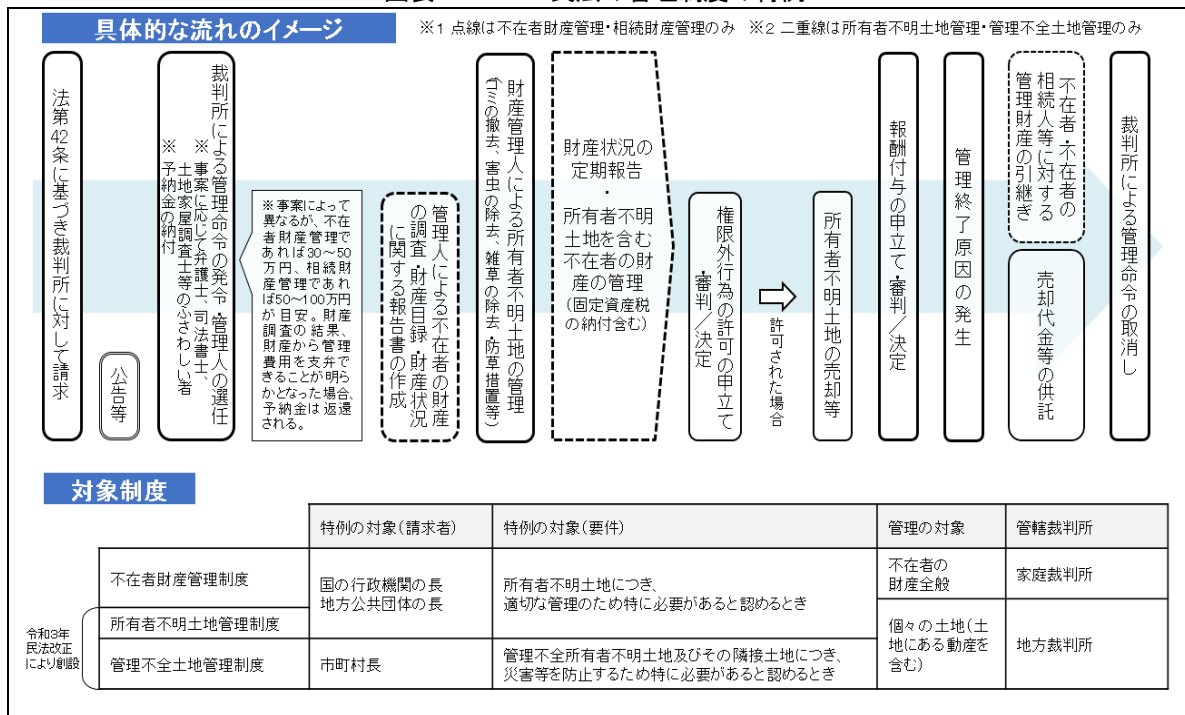 具体的な流れのイメージ
※1 点線は不在者財産管理・相続財産管理のみ ※2 二重線は所有者不明土地管理・管理不全土地管理のみ
法第42条に基づき裁判所に対して請求
公告等
裁判所による管理命令の発令・管理人の選任
※事案に応じて弁護士、司法書士、
土地家屋調査士等のふさわしい者
※予納金の納付
※事案によって
異なるが、不在
者財産管理で
あれば30～50
万円、相続財
産管理であれ
ば50～100万円
が目安。財産
調査の結果、
財産から管理
費用を支弁で
きることが明ら
かとなった場合、
予納金は返還
される。
管理人による不在者の財産
の調査・財産目録・財産状況
に関する報告書の作成
財産管理人による所有者不明土地の管理
(ゴミの撤去、害虫の除去、雑草の除去・防草措置等)
財産状況の
定期報告
・
所有者不明
土地を含む
不在者の財
産の管理
(固定資産税
の納付含む)
権限外行為の許可の申立て
・審判／決定
許可された場合
所有者不明土地の売却等
報酬付与の申立て・審判／決定
管理終了原因の発生
不在者・不在者の
相続人等に対する
管理財産の引継ぎ
売却代金等の供託
裁判所による管理命令の取消し
対象制度
特例の対象(請求者)
特例の対象(要件)
管理の対象
管轄裁判所
不在者財産管理制度
国の行政機関の長
地方公共団体の長
所有者不明土地につき、
適切な管理のため特に必要があると認めるとき
不在者の
財産全般
家庭裁判所
令和3年
民法改正
により創設
所有者不明土地管理制度
個々の土地(土
地にある動産を
含む)
地方裁判所
管理不全土地管理制度
市町村長
管理不全所有者不明土地及びその隣接土地につき、
災害等を防止するため特に必要があると認めるとき